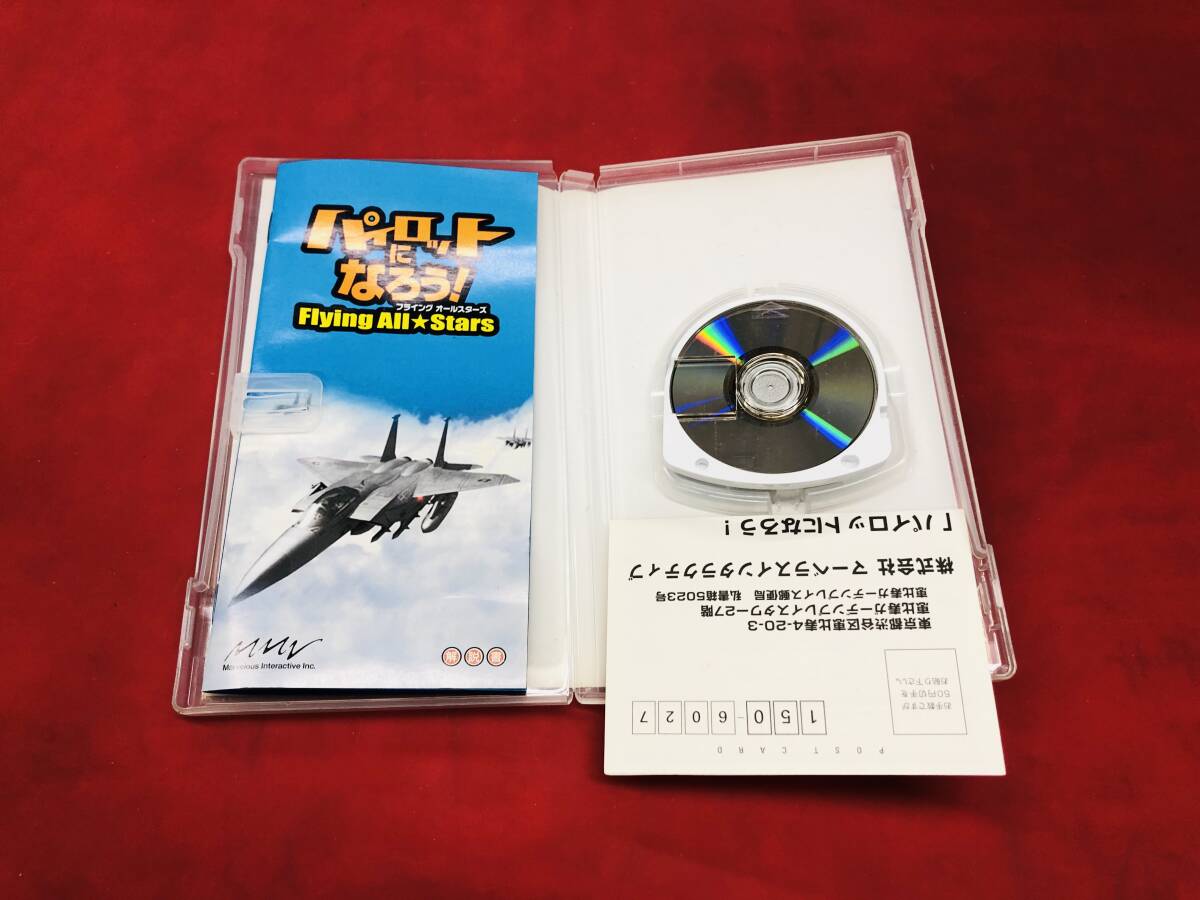 パイロット
に
なろう!
フライング オールスターズ
Flying All★Stars
Marvelous Interactive Inc.
解説書
POST CARD
150-6027
お手数ですが
50円切手を
お貼り下さい。
東京都渋谷区恵比寿4-20-3
恵比寿ガーデンプレイスタワー27階
恵比寿ガーデンプレイス郵便局 私書箱5023号
株式会社 マーベラスインタラクティブ
「パイロットになろう!